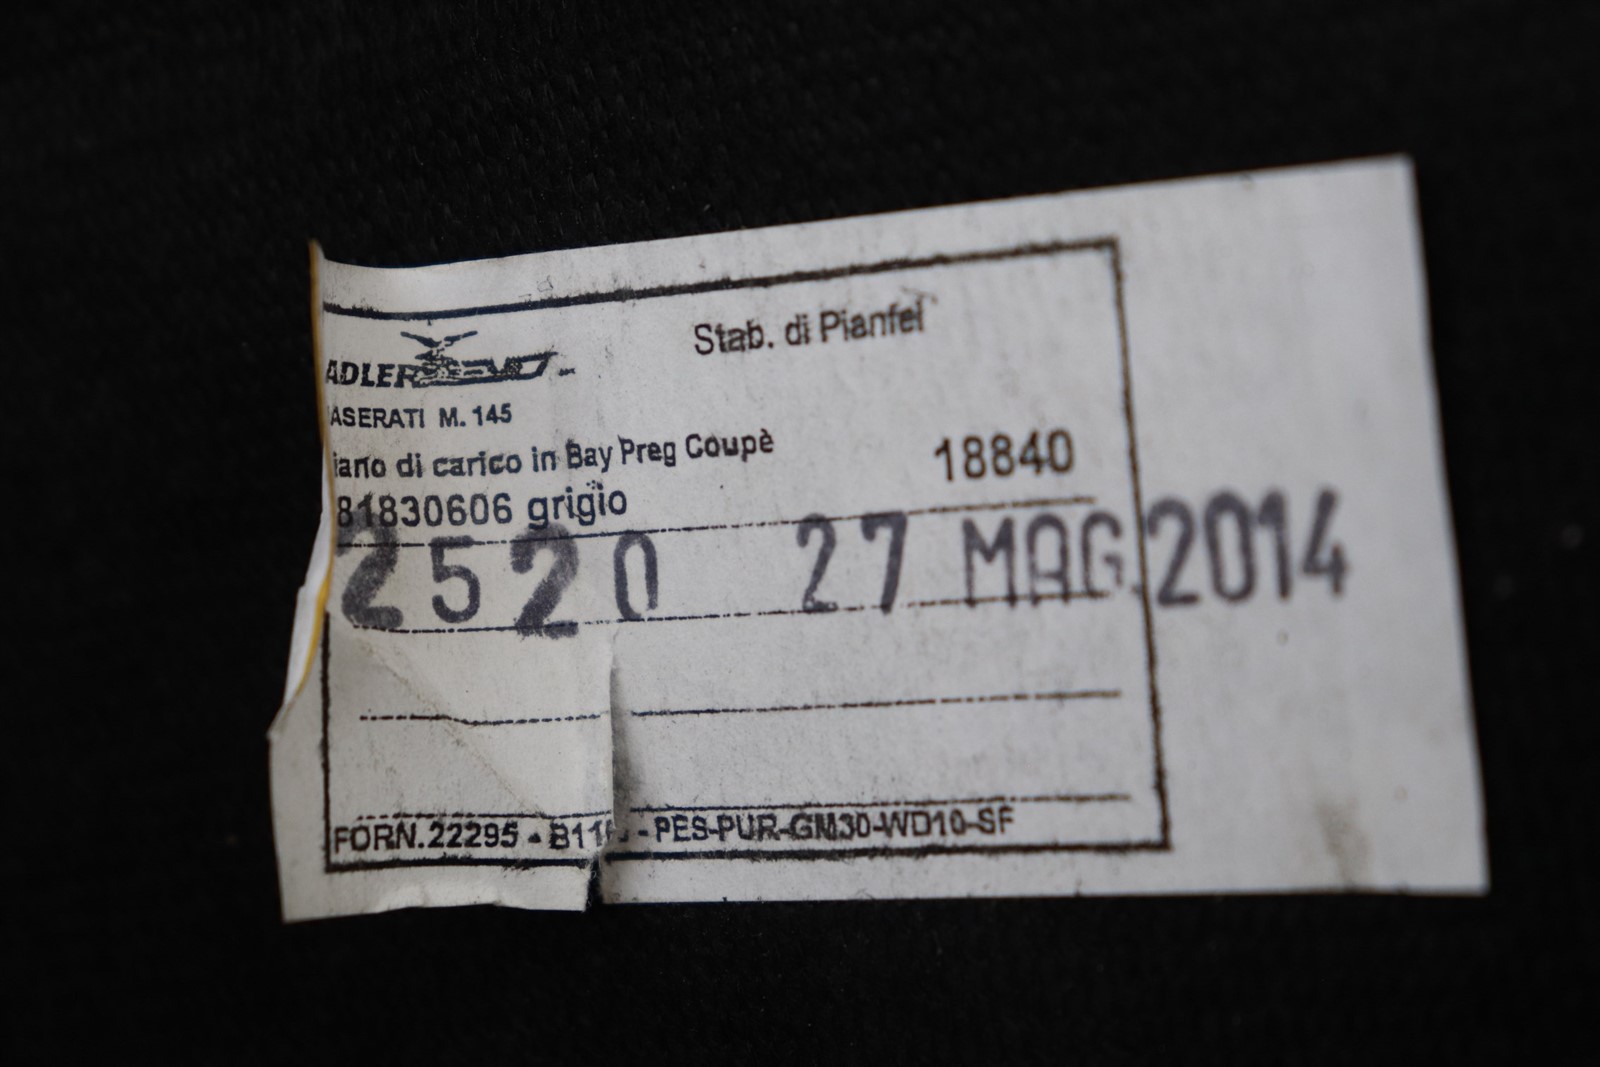 ADLER EVO
Stab. di Pianfei
ASERATI M. 145
iano di carico in Bay Preg Coupè
18840
81830606 grigio
2520 27 MAG.2014
FORN.22295 - - PES-PUR-GM30-WD10-SF